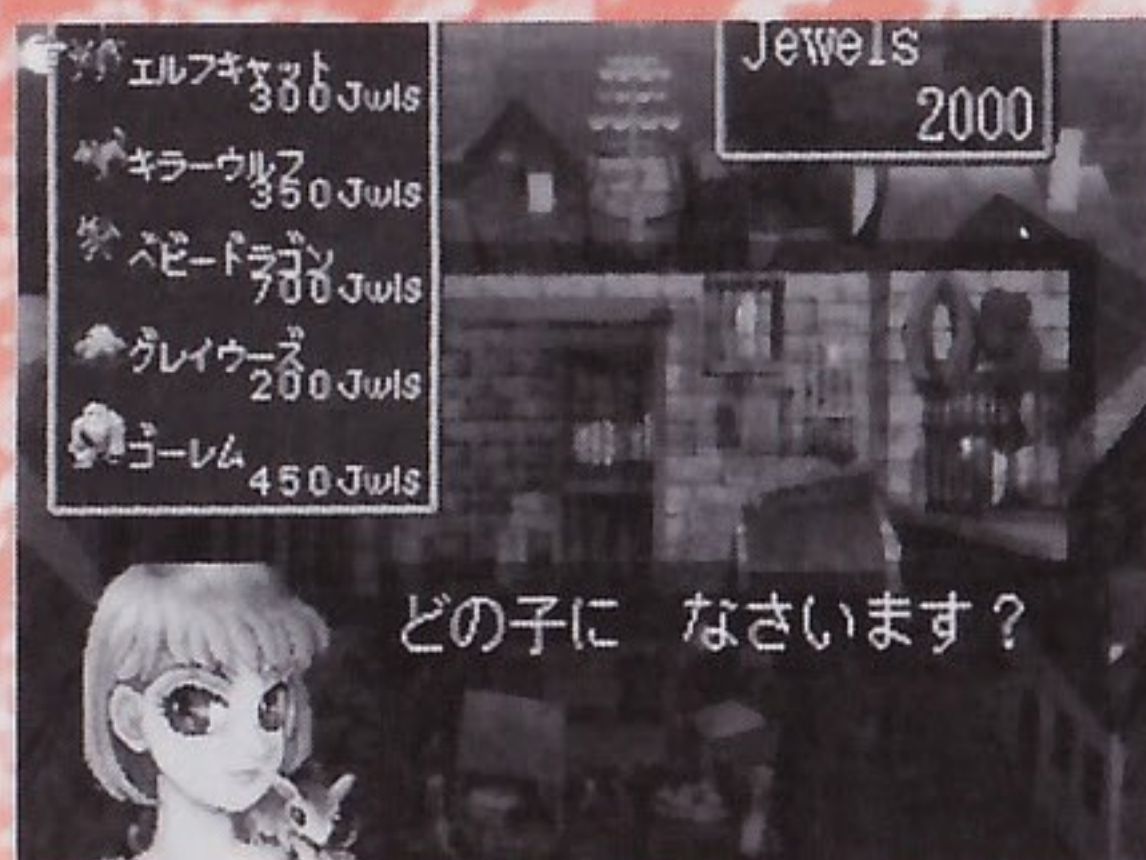 エルフキャット
300Jwls
キラーウルフ
350Jwls
ベビードラゴン
700Jwls
グレイウーズ
200Jwls
ゴーレム
450Jwls
Jewels
2000
どの子に なさいます？